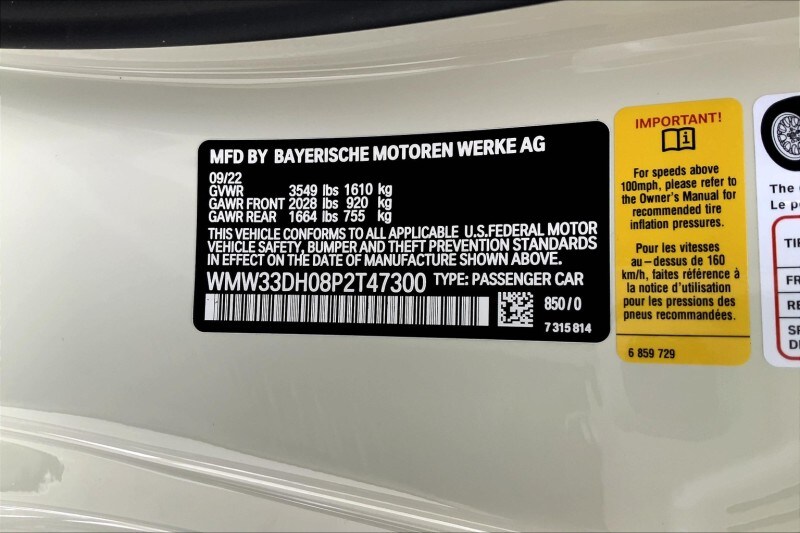 MFD BY BAYERISCHE MOTOREN WERKE AG
09/22
GVWR 3549 lbs 1610 kg
GAWR FRONT 2028 lbs 920 kg
GAWR REAR 1664 lbs 755 kg
THIS VEHICLE CONFORMS TO ALL APPLICABLE U.S.FEDERAL MOTOR
VEHICLE SAFETY, BUMPER AND THEFT PREVENTION STANDARDS
IN EFFECT ON THE DATE OF MANUFACTURE SHOWN ABOVE.
WMW33DH08P2T47300 TYPE: PASSENGER CAR
850/0
7 315 814
IMPORTANT!
For speeds above
100mph, please refer to
the Owner's Manual for
recommended tire
inflation pressures.
Pour les vitesses
au-dessus de 160
km/h, faites référence à
la notice d'utilisation
pour les pressions des
pneu recommandées.
6 859 729
The
Le